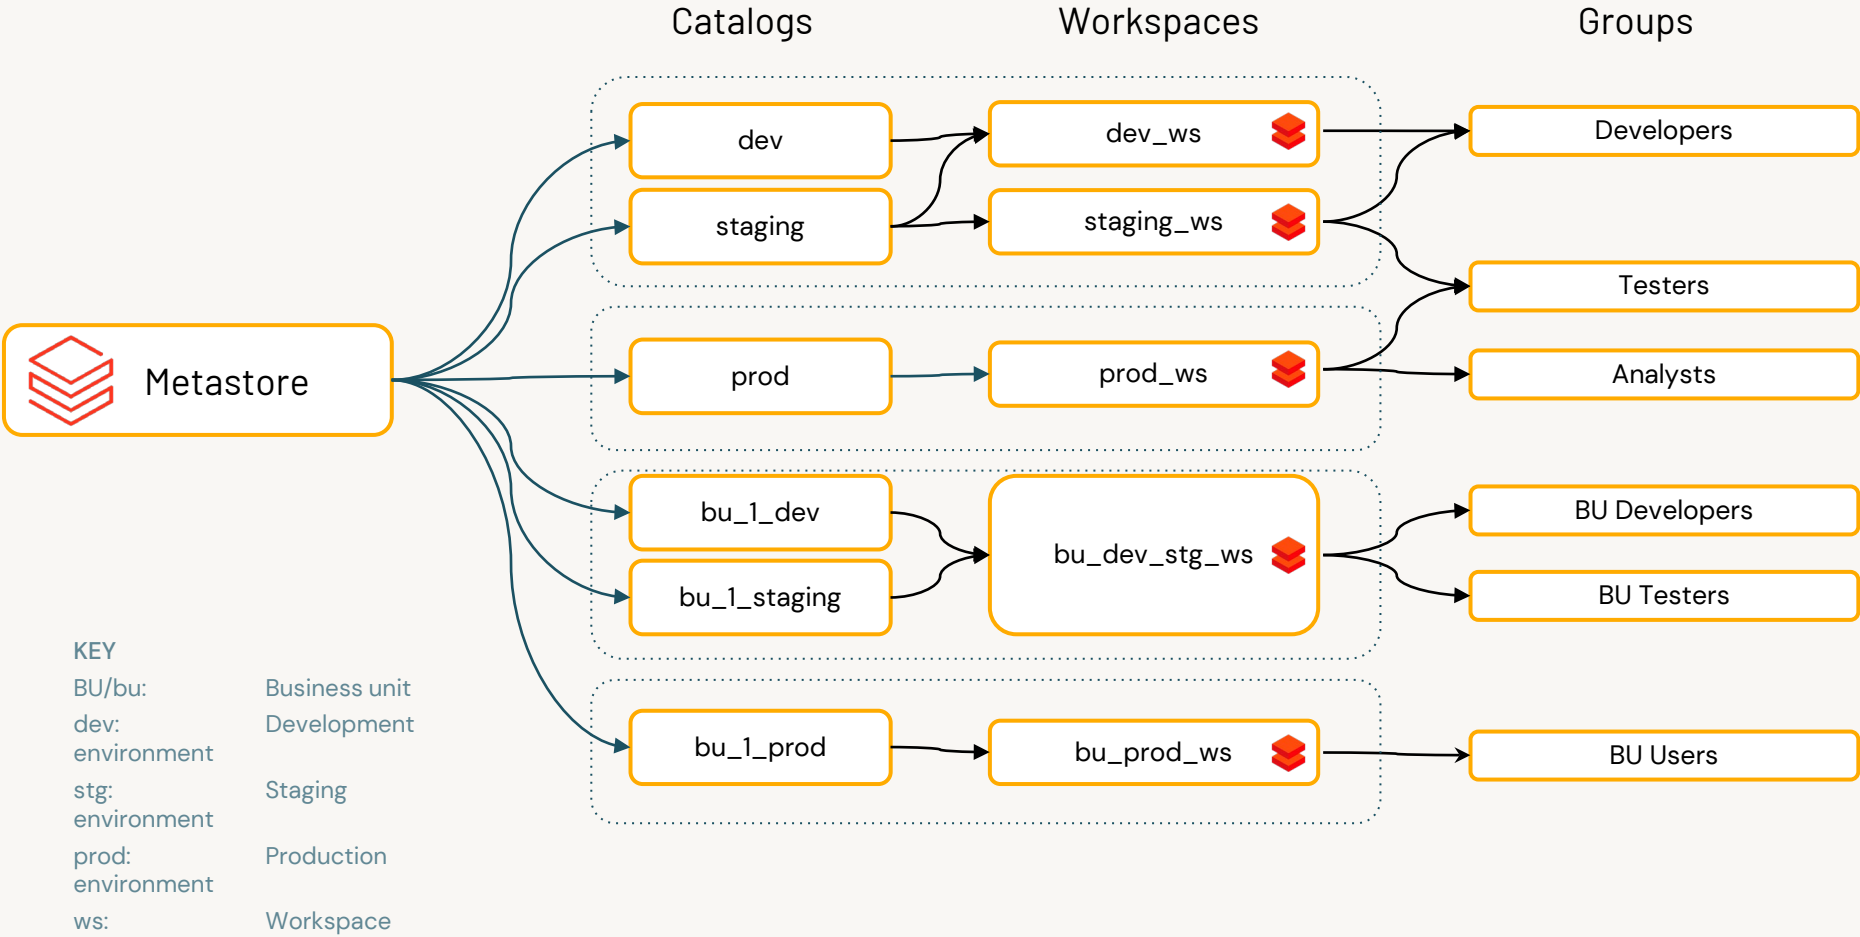 Catalogs Workspaces Groups
dev dev_ws Developers
staging staging_ws
Testers
Metastore prod prod_ws Analysts
bu_1_dev BU Developers
bu_dev_stg_ws
bu_1_staging BU Testers
KEY
BU/bu: Business unit
dev: Development
environment
bu_1_prod bu_prod_ws BU Users
stg: Staging
environment
prod: Production
environment
ws: Workspace